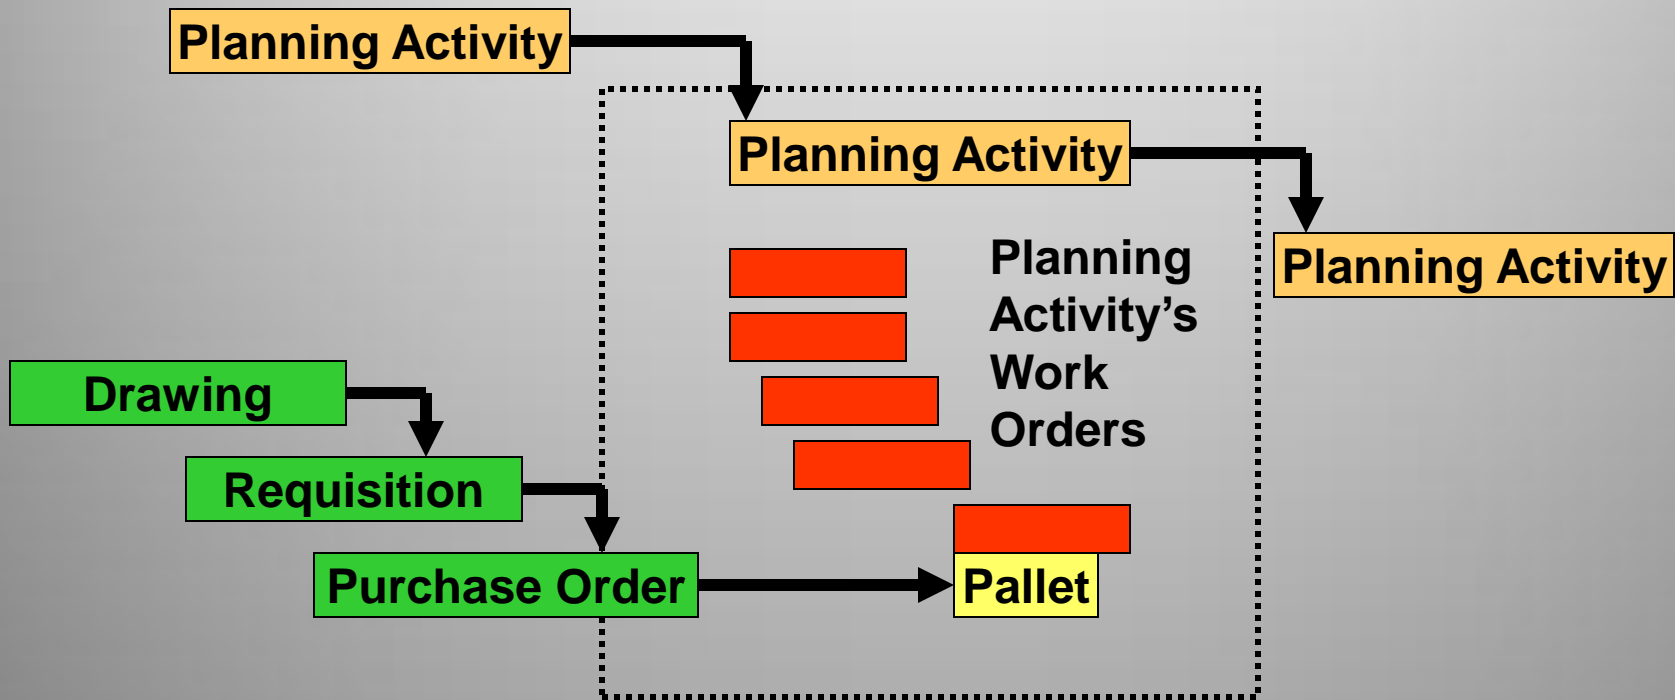 Planning Activity
Planning Activity
Planning Activity
Planning
Activity’s
Work
Orders
Drawing
Requisition
Purchase Order
Pallet